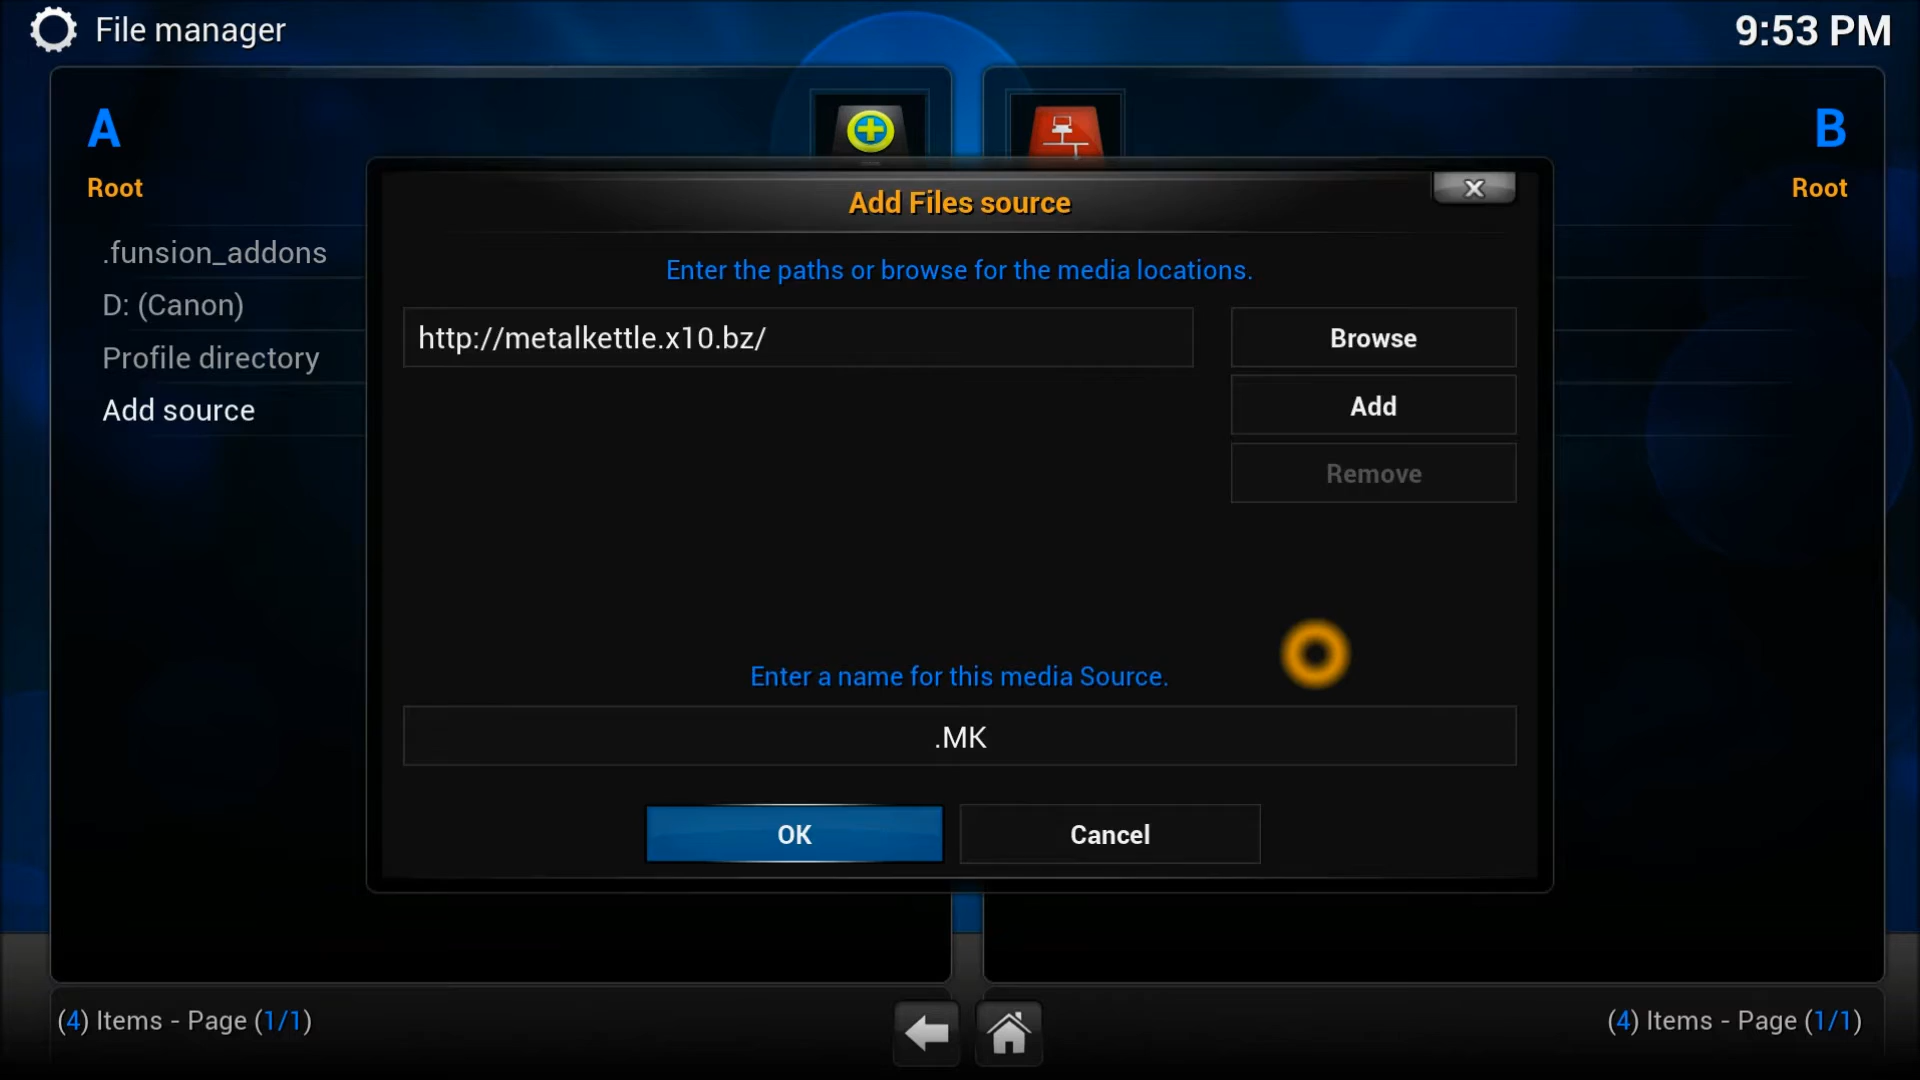 File manager
9:53 PM
A
B
Root
Root
.funsion_addons
D: (Canon)
Profile directory
Add source
Add Files source
Enter the paths or browse for the media locations.
http://metalkettle.x10.bz/
Browse
Add
Remove
Enter a name for this media Source.
.MK
OK
Cancel
(4) Items - Page (1/1)
(4) Items - Page (1/1)